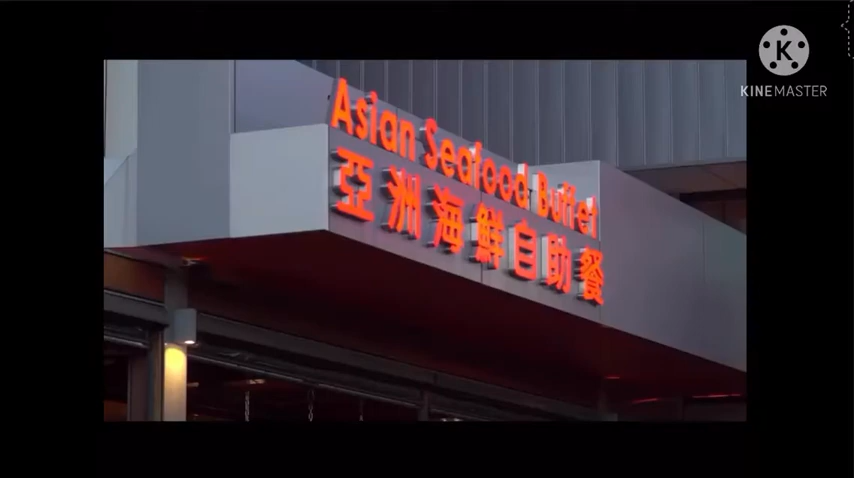 Asian Seafood Buffet
亞洲海鮮自助餐
K
KINEMASTER